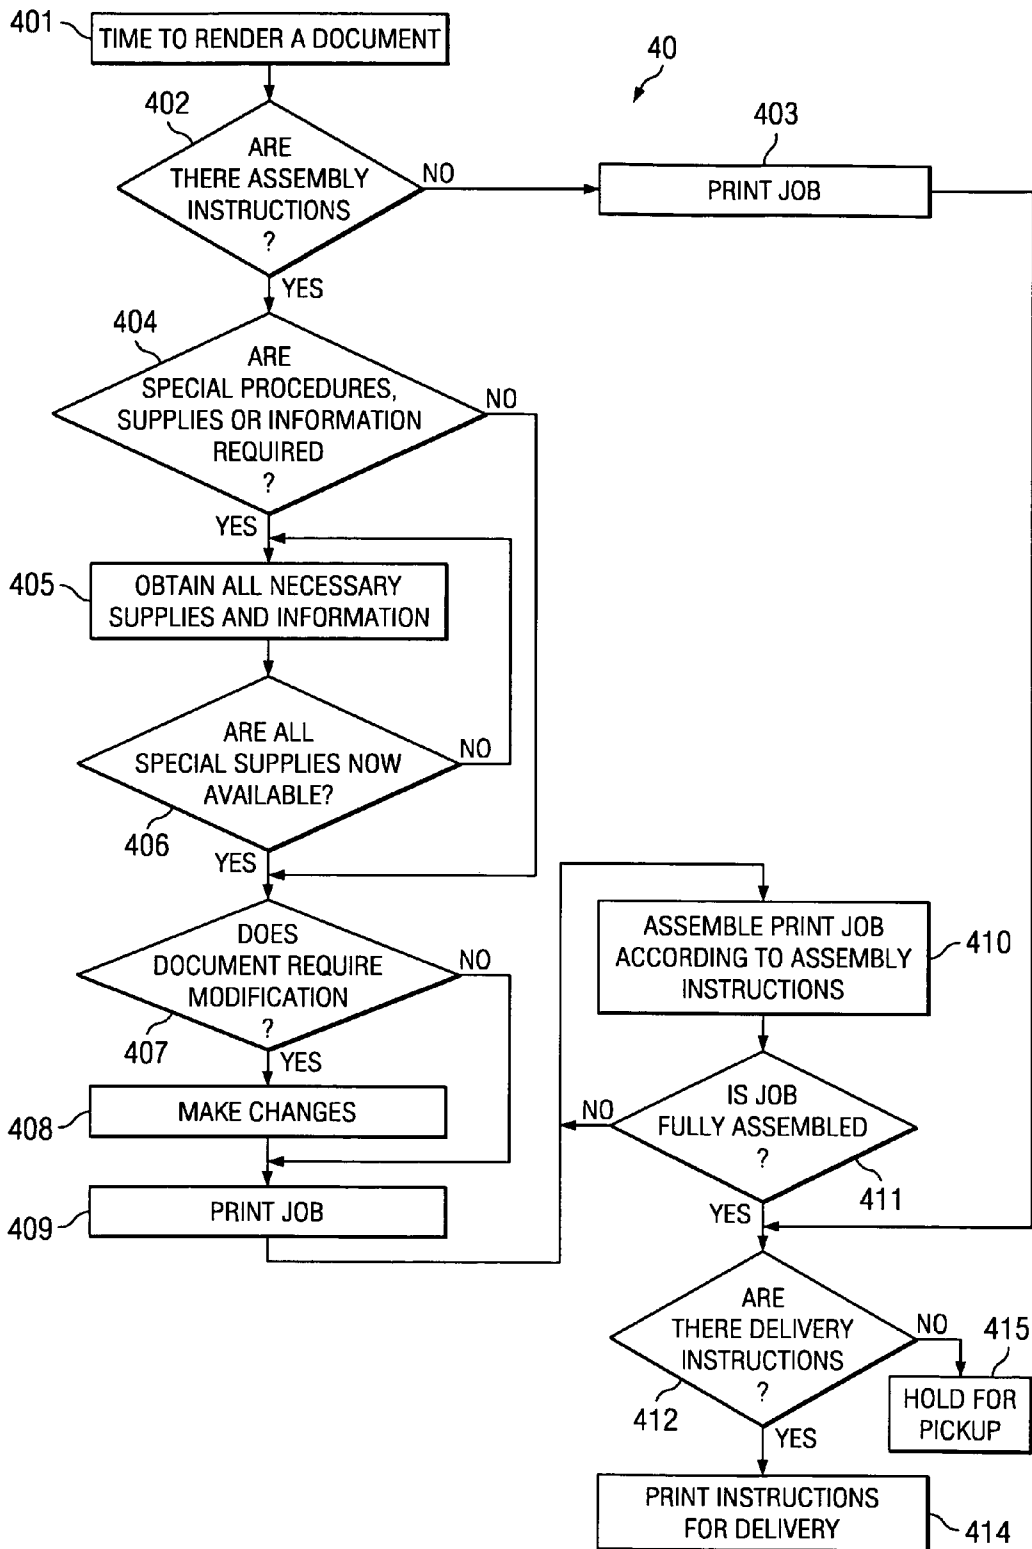 401
TIME TO RENDER A DOCUMENT
40
402
ARE
THERE ASSEMBLY
INSTRUCTIONS
?
NO
YES
403
PRINT JOB
404
ARE
SPECIAL PROCEDURES,
SUPPLIES OR INFORMATION
REQUIRED
?
NO
YES
405
OBTAIN ALL NECESSARY
SUPPLIES AND INFORMATION
ARE ALL
SPECIAL SUPPLIES NOW
AVAILABLE?
NO
406
YES
DOES
DOCUMENT REQUIRE
MODIFICATION
?
NO
407
YES
408
MAKE CHANGES
409
PRINT JOB
ASSEMBLE PRINT JOB
ACCORDING TO ASSEMBLY
INSTRUCTIONS
410
IS JOB
FULLY ASSEMBLED
?
NO
411
YES
ARE
THERE DELIVERY
INSTRUCTIONS
?
NO
412
YES
415
HOLD FOR
PICKUP
PRINT INSTRUCTIONS
FOR DELIVERY
414